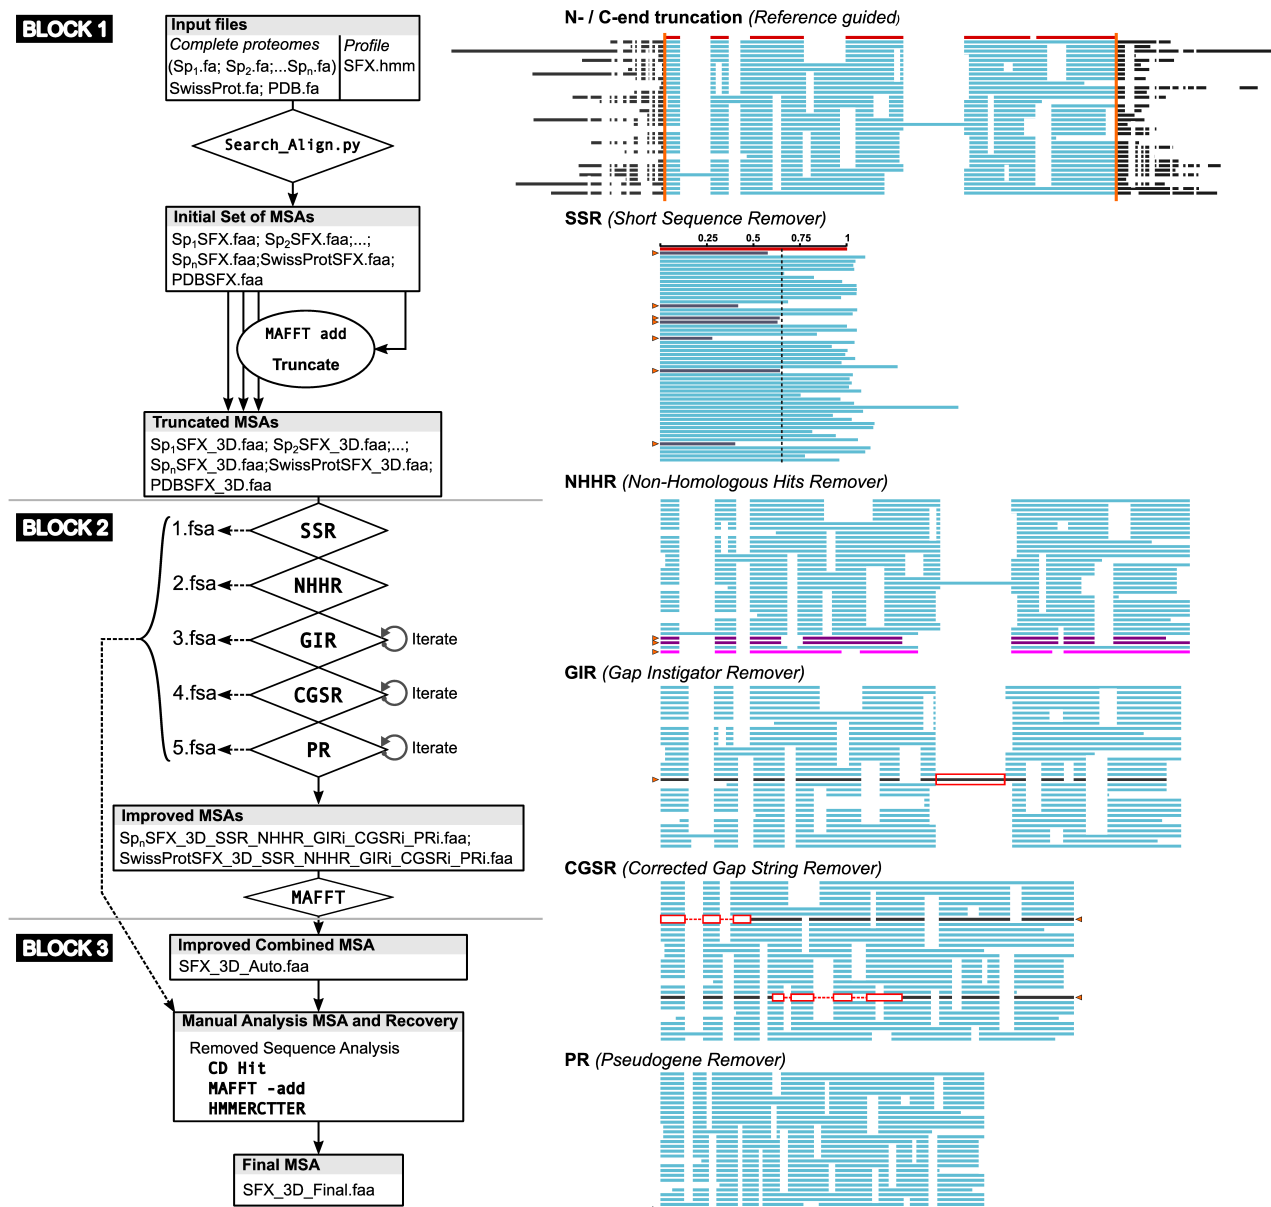 BLOCK 1
Input files
Complete proteomes
(Sp1.fa; Sp2.fa;...Spn.fa)
SwissProt.fa; PDB.fa
Profile
SFX.hmm
Search_Align.py
Initial Set of MSAs
Sp1SFX.faa; Sp2SFX.faa;...;
SpnSFX.faa;SwissProtSFX.faa;
PDBSFX.faa
MAFFT add
Truncate
Truncated MSAs
Sp1SFX_3D.faa; Sp2SFX_3D.faa;...;
SpnSFX_3D.faa;SwissProtSFX_3D.faa;
PDBSFX_3D.faa
BLOCK 2
1.fsa
SSR
2.fsa
NHHR
3.fsa
GIR
Iterate
4.fsa
CGSR
Iterate
5.fsa
PR
Iterate
Improved MSAs
SpnSFX_3D_SSR_NHHR_GIRi_CGSRi_PRi.faa;
SwissProtSFX_3D_SSR_NHHR_GIRi_CGSRi_PRi.faa
MAFFT
BLOCK 3
Improved Combined MSA
SFX_3D_Auto.faa
Manual Analysis MSA and Recovery
Removed Sequence Analysis
CD Hit
MAFFT -add
HMMERCTTER
Final MSA
SFX_3D_Final.faa
N- / C-end truncation (Reference guided)
SSR (Short Sequence Remover)
0.25 0.5 0.75 1
NHHR (Non-Homologous Hits Remover)
GIR (Gap Instigator Remover)
CGSR (Corrected Gap String Remover)
PR (Pseudogene Remover)